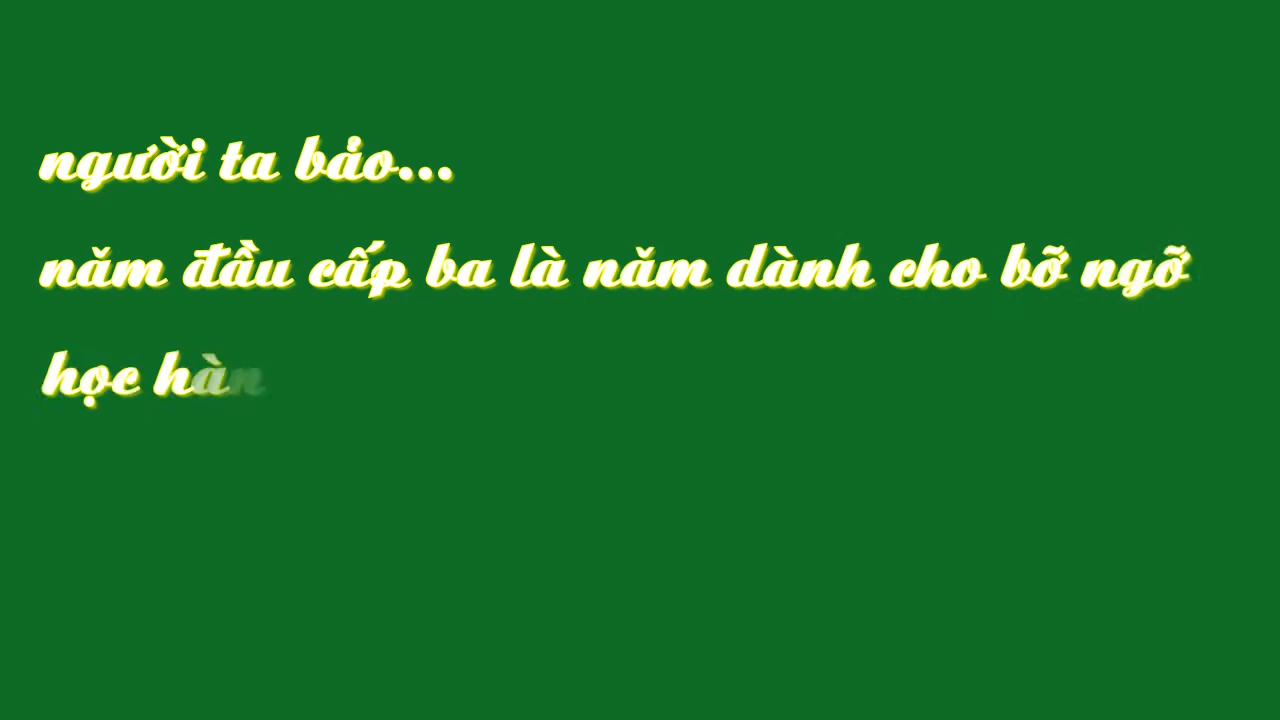 người ta bảo...
năm đầu cấp ba là năm dành cho bỡ ngỡ
học hàn